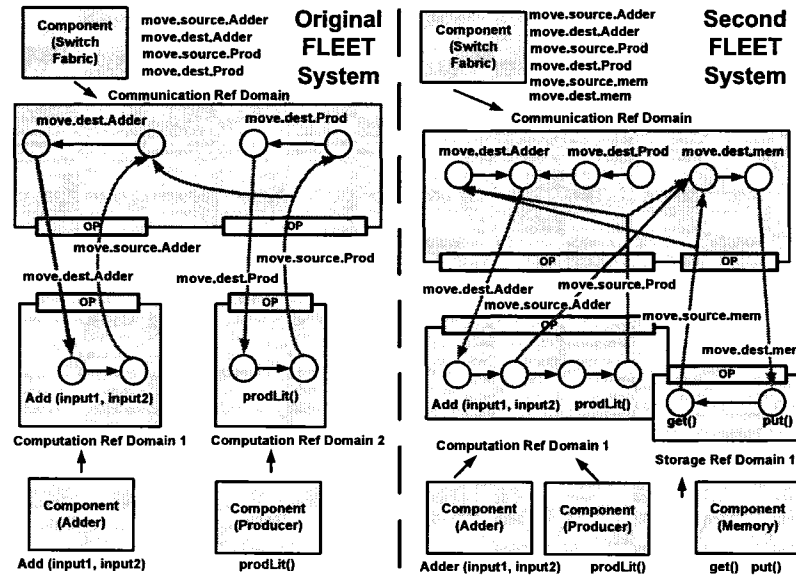 Component
(Switch
Fabric)
move.source.Adder
move.dest.Adder
move.source.Prod
move.dest.Prod
Original
FLEET
System
Communication Ref Domain
move.dest.Adder
move.dest.Prod
OP
OP
move.source.Adder
move.source.Prod
move.dest.Adder
move.dest.Prod
OP
OP
Add (input1, input2)
prodLit()
Computation Ref Domain 1
Computation Ref Domain 2
Component
(Adder)
Component
(Producer)
Add (input1, input2)
prodLit()
Component
(Switch
Fabric)
move.source.Adder
move.dest.Adder
move.source.Prod
move.dest.Prod
move.source.mem
move.dest.mem
Second
FLEET
System
Communication Ref Domain
move.dest.Adder
move.dest.Prod
move.dest.mem
OP
OP
move.source.Prod
move.dest.Adder
move.source.Adder
move.source.mem
OP
move.dest.mem
OP
Add (input1, input2)
prodLit()
get()
put()
Computation Ref Domain 1
Storage Ref Domain 1
Component
(Adder)
Component
(Producer)
Component
(Memory)
Adder (input1, input2)
prodLit()
get() put()